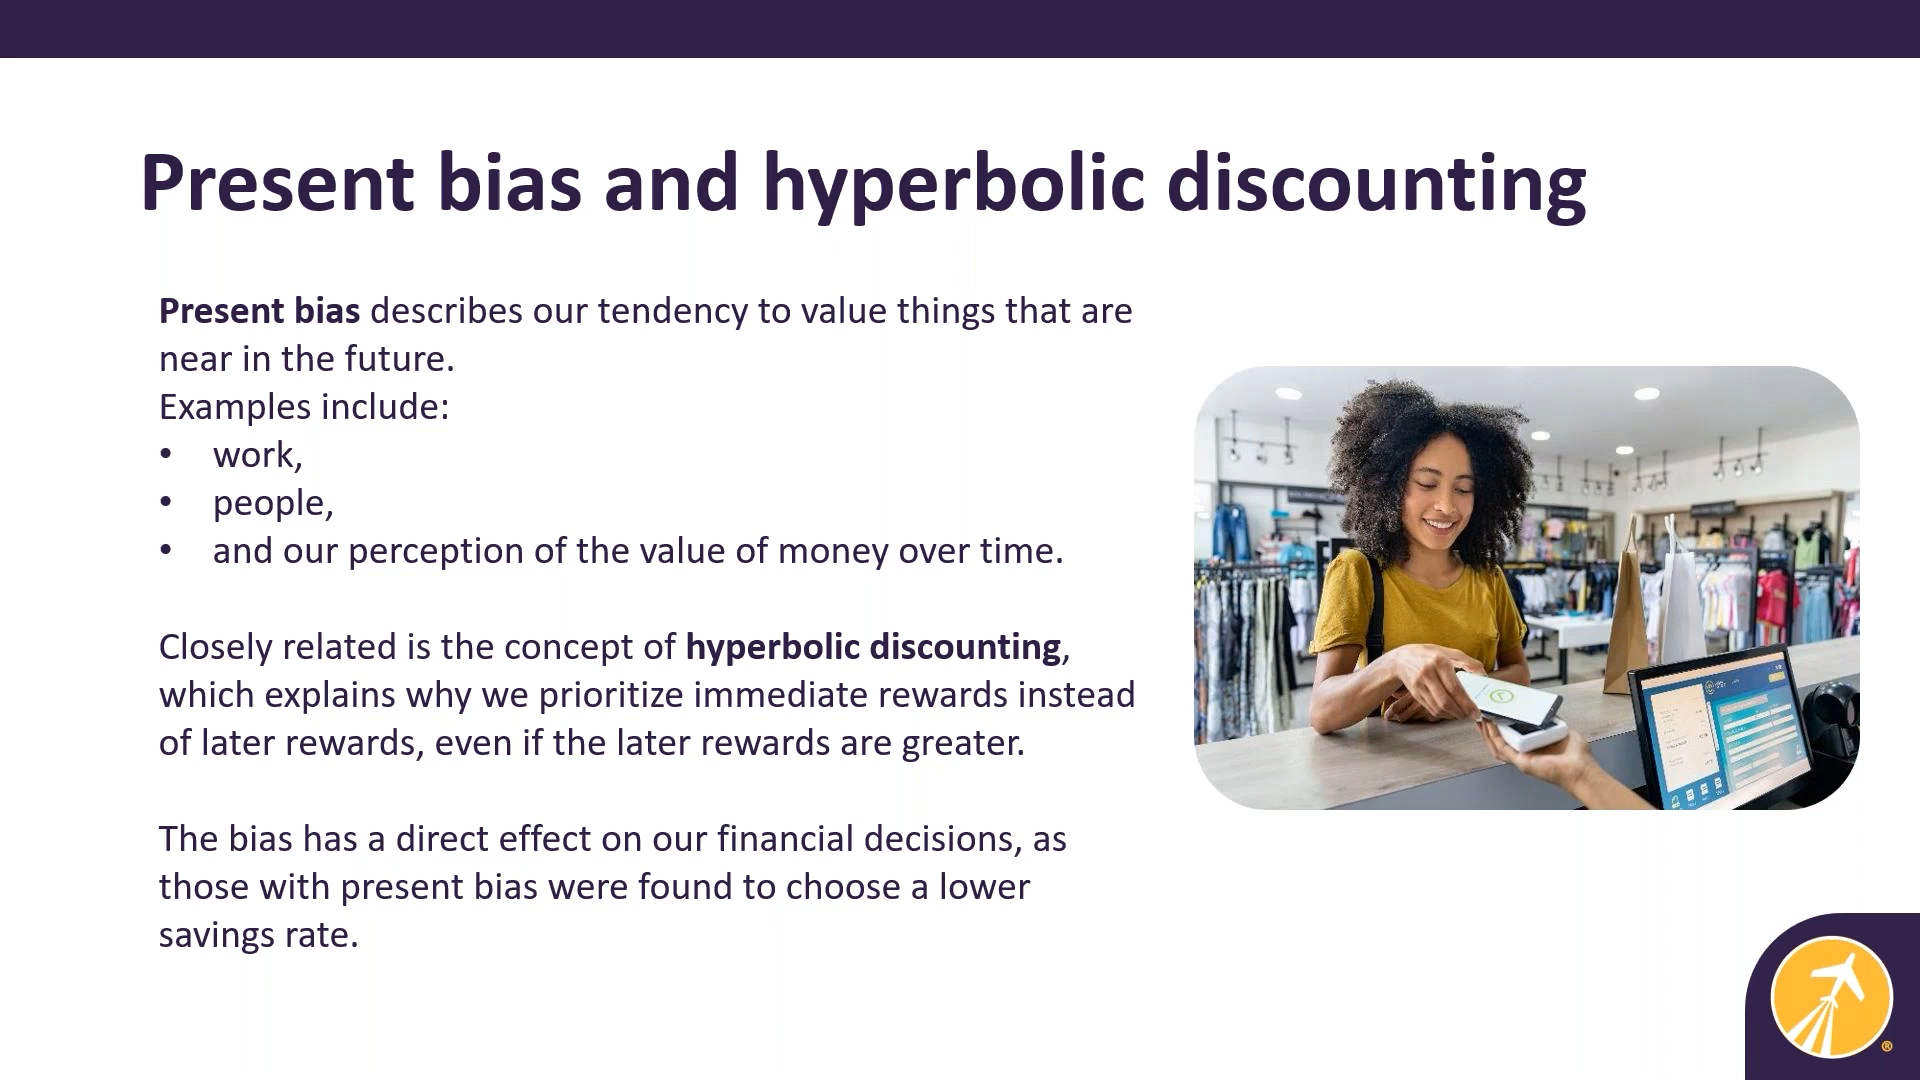 Present bias and hyperbolic discounting
Present bias describes our tendency to value things that are
near in the future.
Examples include:
• work,
• people,
• and our perception of the value of money over time.
Closely related is the concept of hyperbolic discounting,
which explains why we prioritize immediate rewards instead
of later rewards, even if the later rewards are greater.
The bias has a direct effect on our financial decisions, as
those with present bias were found to choose a lower
savings rate.
®